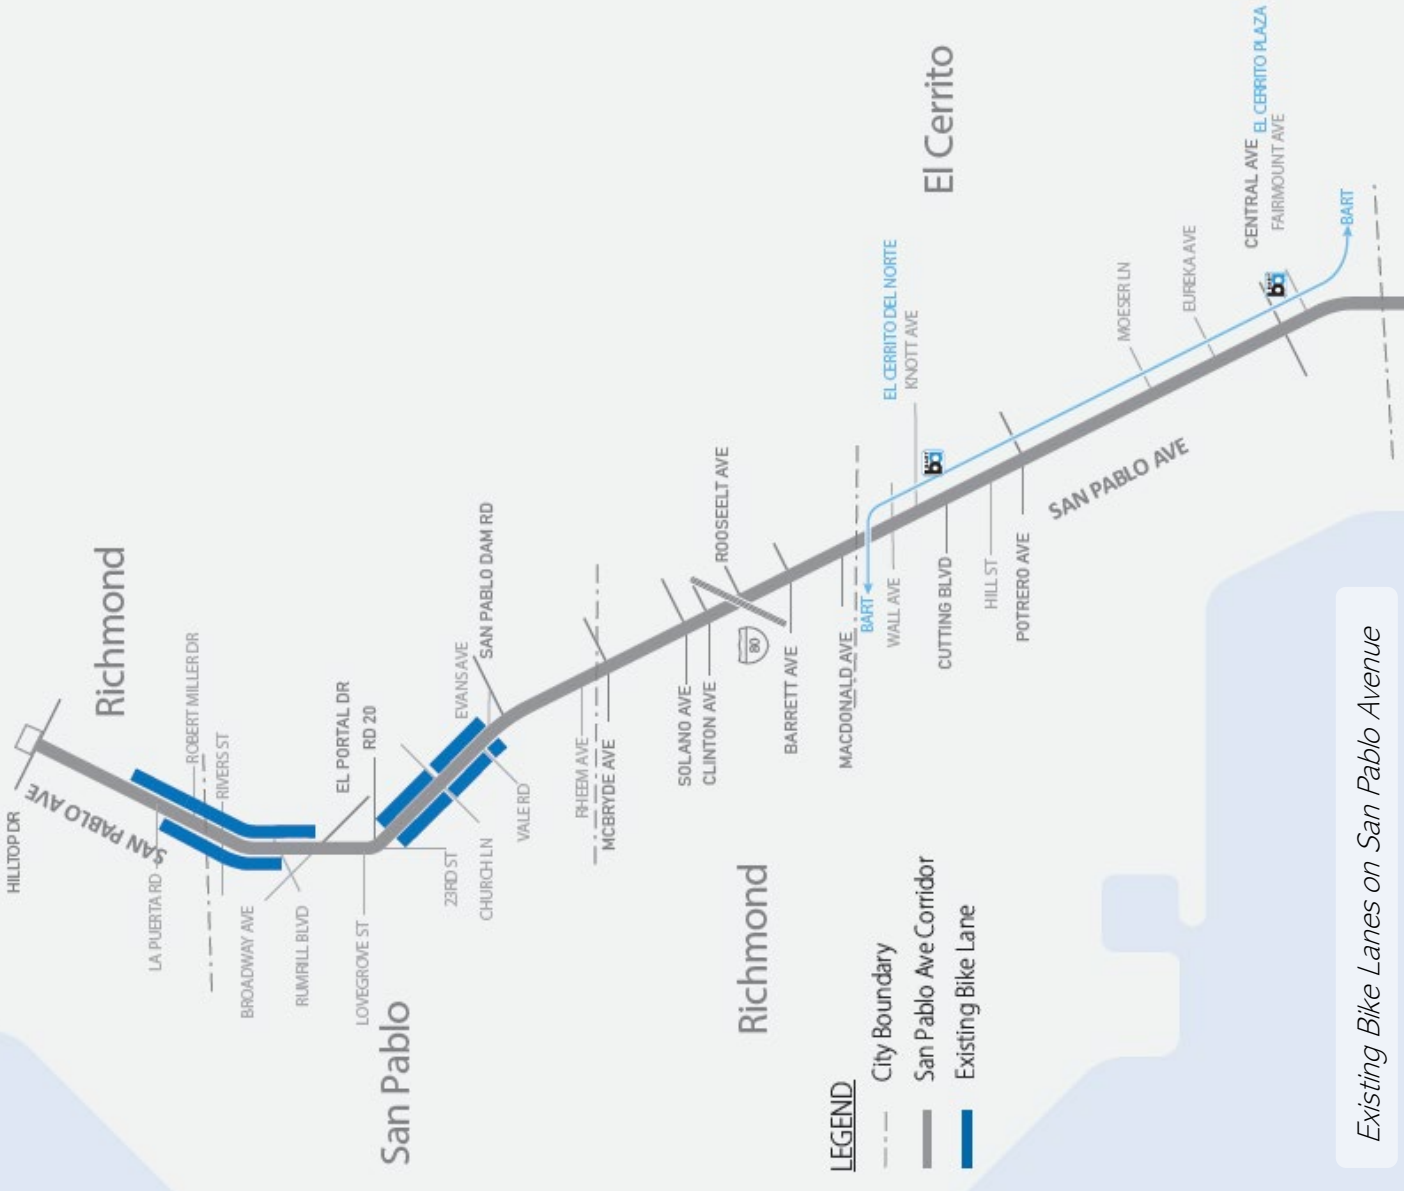 HILLTOP DR
SAN PABLO AVE
Richmond
LA PUERTA RD
ROBERT MILLER DR
RIVERS ST
BROADWAY AVE
RUMRILL BLVD
EL PORTAL DR
RD 20
LOVEGROVE ST
San Pablo
23RD ST
CHURCH LN
EVANS AVE
SAN PABLO DAM RD
VALE RD
RHEEM AVE
MCBRYDE AVE
SOLANO AVE
CLINTON AVE
ROOSEELT AVE
80
Richmond
BARRETT AVE
MACDONALD AVE
BART
WALL AVE
EL CERRITO DEL NORTE
KNOTT AVE
El Cerrito
CUTTING BLVD
HILL ST
POTRERO AVE
SAN PABLO AVE
MOESER LN
EUREKA AVE
CENTRAL AVE
EL CERRITO PLAZA
FAIRMOUNT AVE
BART
LEGEND
City Boundary
San Pablo Ave Corridor
Existing Bike Lane
Existing Bike Lanes on San Pablo Avenue